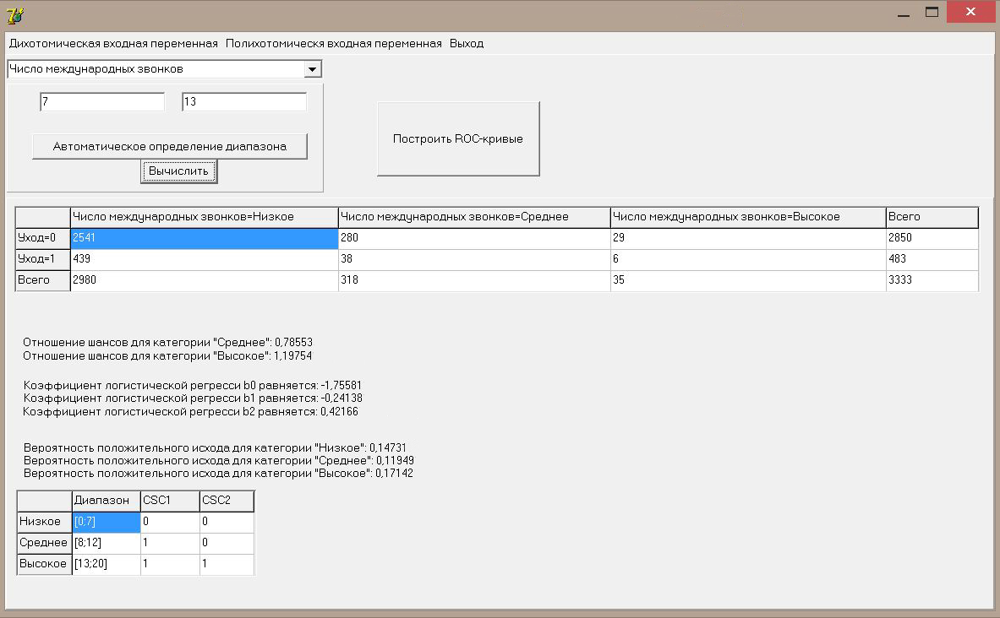 Дихотомическая входная переменная Полихотомическя входная переменная Выход
Число международных звонков
7 13
Автоматическое определение диапазона
Вычислить
Построить ROC-кривые
Число международных звонков=Низкое Число международных звонков=Среднее Число международных звонков=Высокое Всего
Уход=0 2541 280 29 2850
Уход=1 439 38 6 483
Всего 2980 318 35 3333
Отношение шансов для категории "Среднее": 0,78553
Отношение шансов для категории "Высокое": 1,19754
Коэффициент логистической регресси b0 равняется: -1,75581
Коэффициент логистической регресси b1 равняется: -0,24138
Коэффициент логистической регресси b2 равняется: 0,42166
Вероятность положительного исхода для категории "Низкое": 0,14731
Вероятность положительного исхода для категории "Среднее": 0,11949
Вероятность положительного исхода для категории "Высокое": 0,17142
Диапазон CSC1 CSC2
Низкое [0;7] 0 0
Среднее [8;12] 1 0
Высокое [13;20] 1 1